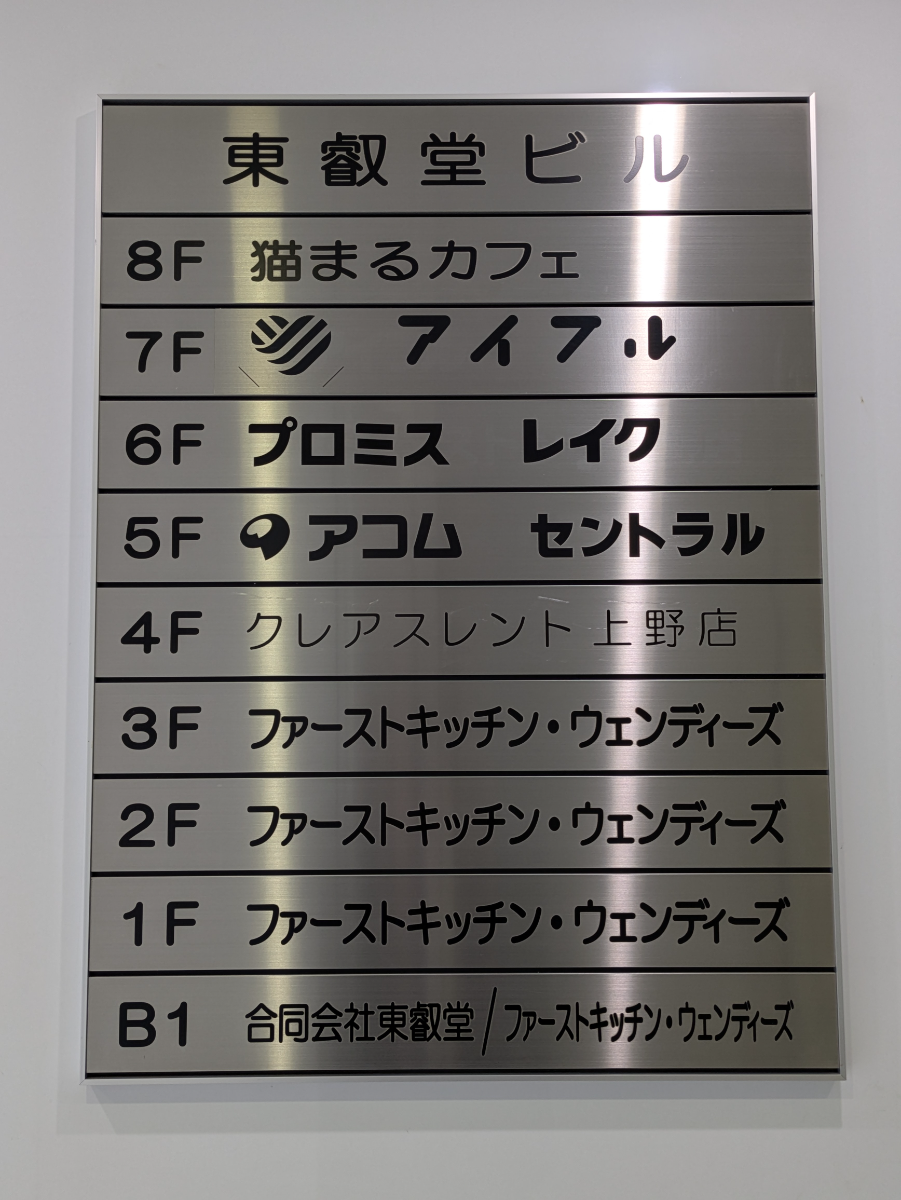 東叡堂ビル
8F 猫まるカフェ
7F アイフル
6F プロミス レイク
5F アコム セントラル
4F クレアスレント上野店
3F ファーストキッチン・ウェンディーズ
2F ファーストキッチン・ウェンディーズ
1F ファーストキッチン・ウェンディーズ
B1 合同会社東叡堂/ファーストキッチン・ウェンディーズ